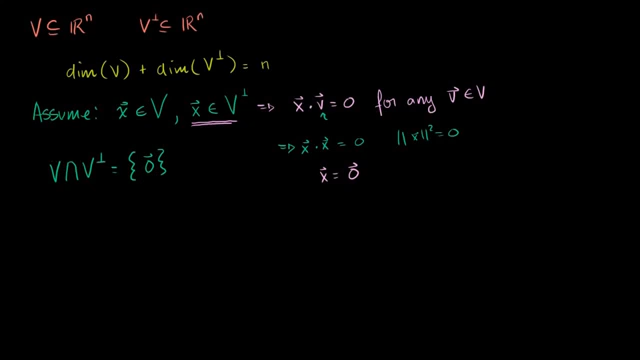 V ⊆ ℝⁿ V^⊥ ⊆ ℝⁿ
dim(V) + dim(V^⊥) = n
Assume: x⃗ ∈ V, x⃗ ∈ V^⊥ ⟹ x⃗ · v⃗ = 0 for any v⃗ ∈ V
⟹ x⃗ · x⃗ = 0 ||x||² = 0
V ∩ V^⊥ = {0⃗}
x⃗ = 0⃗